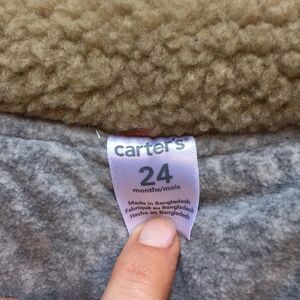 carter's
24
months/mois
Made in Bangladesh
Fabriqué au Bangladesh
Hecho en Bangladesh